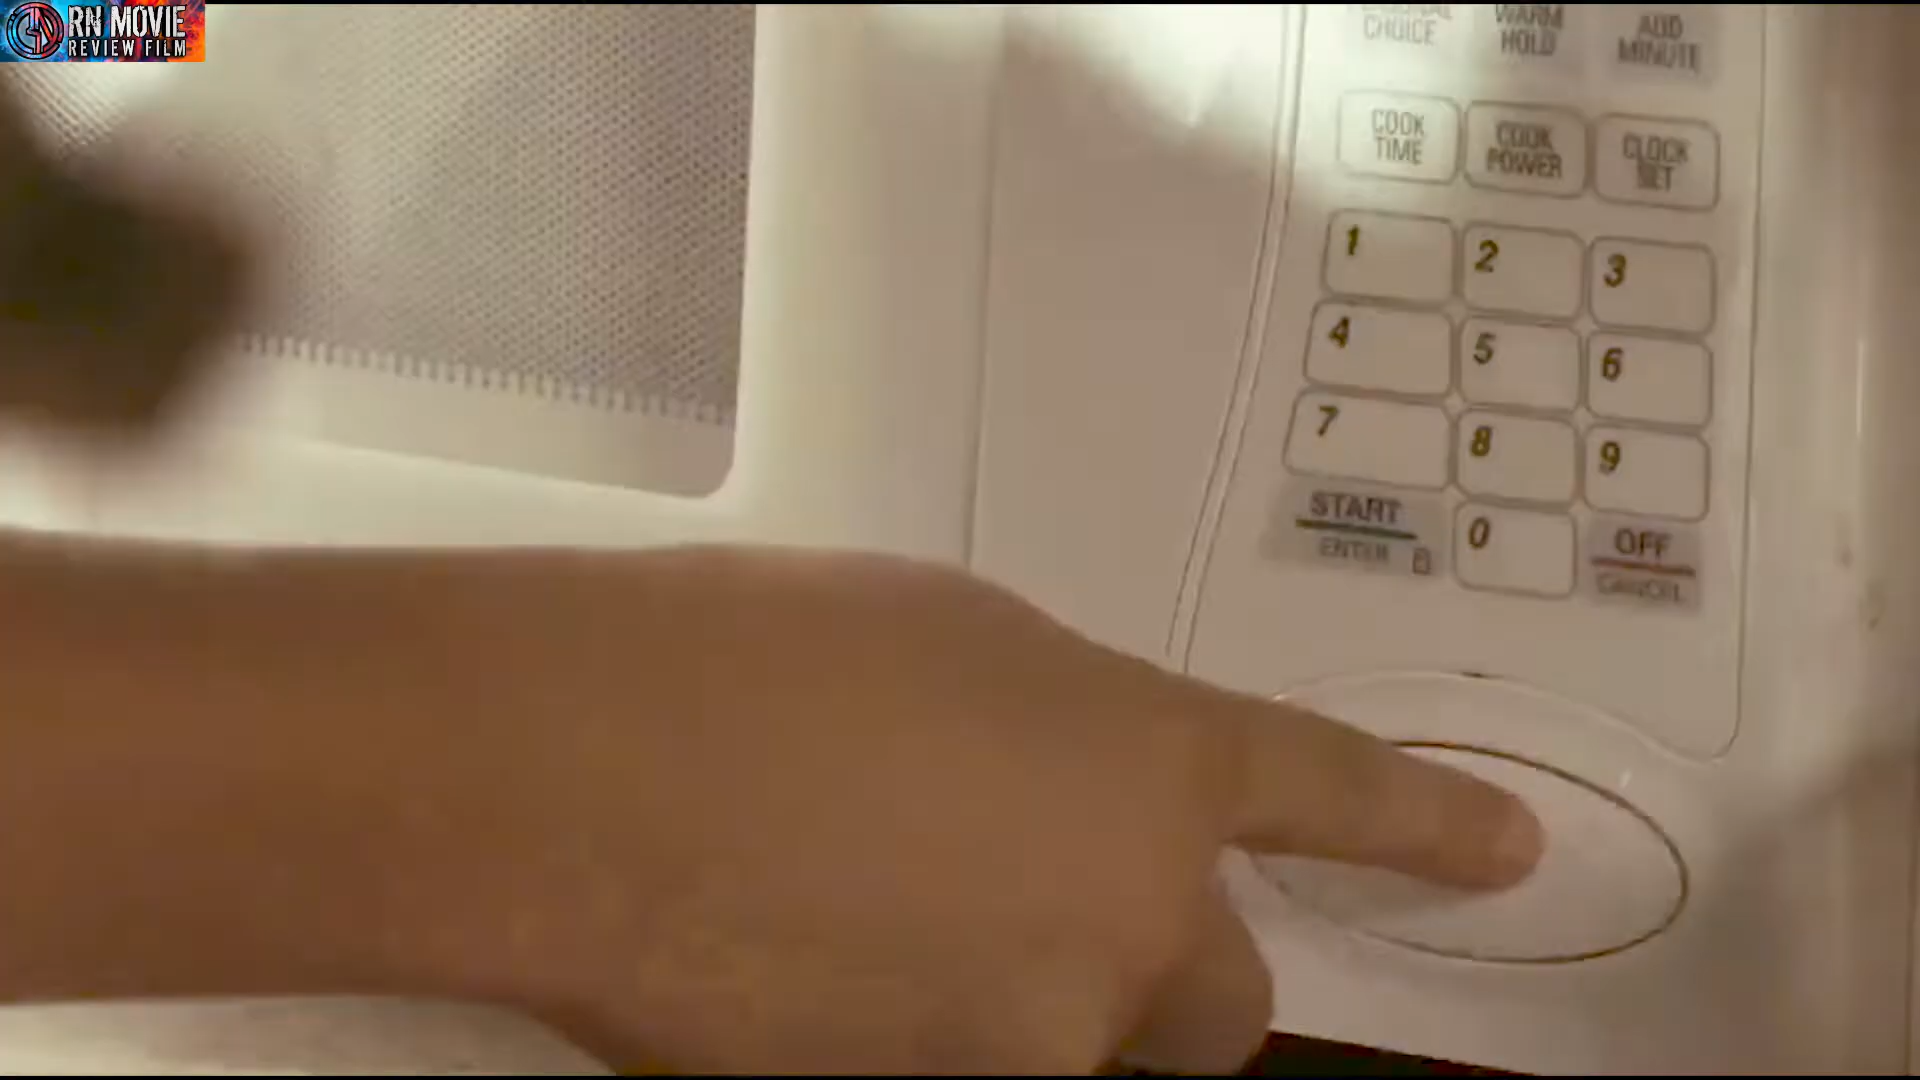 RN MOVIE
REVIEW FILM
CHOICE
WARM
HOLD
ADD
MINUTE
COOK
TIME
COOK
POWER
CLOCK
SET
1
2
3
4
5
6
7
8
9
START
ENTER
0
OFF
CANCEL